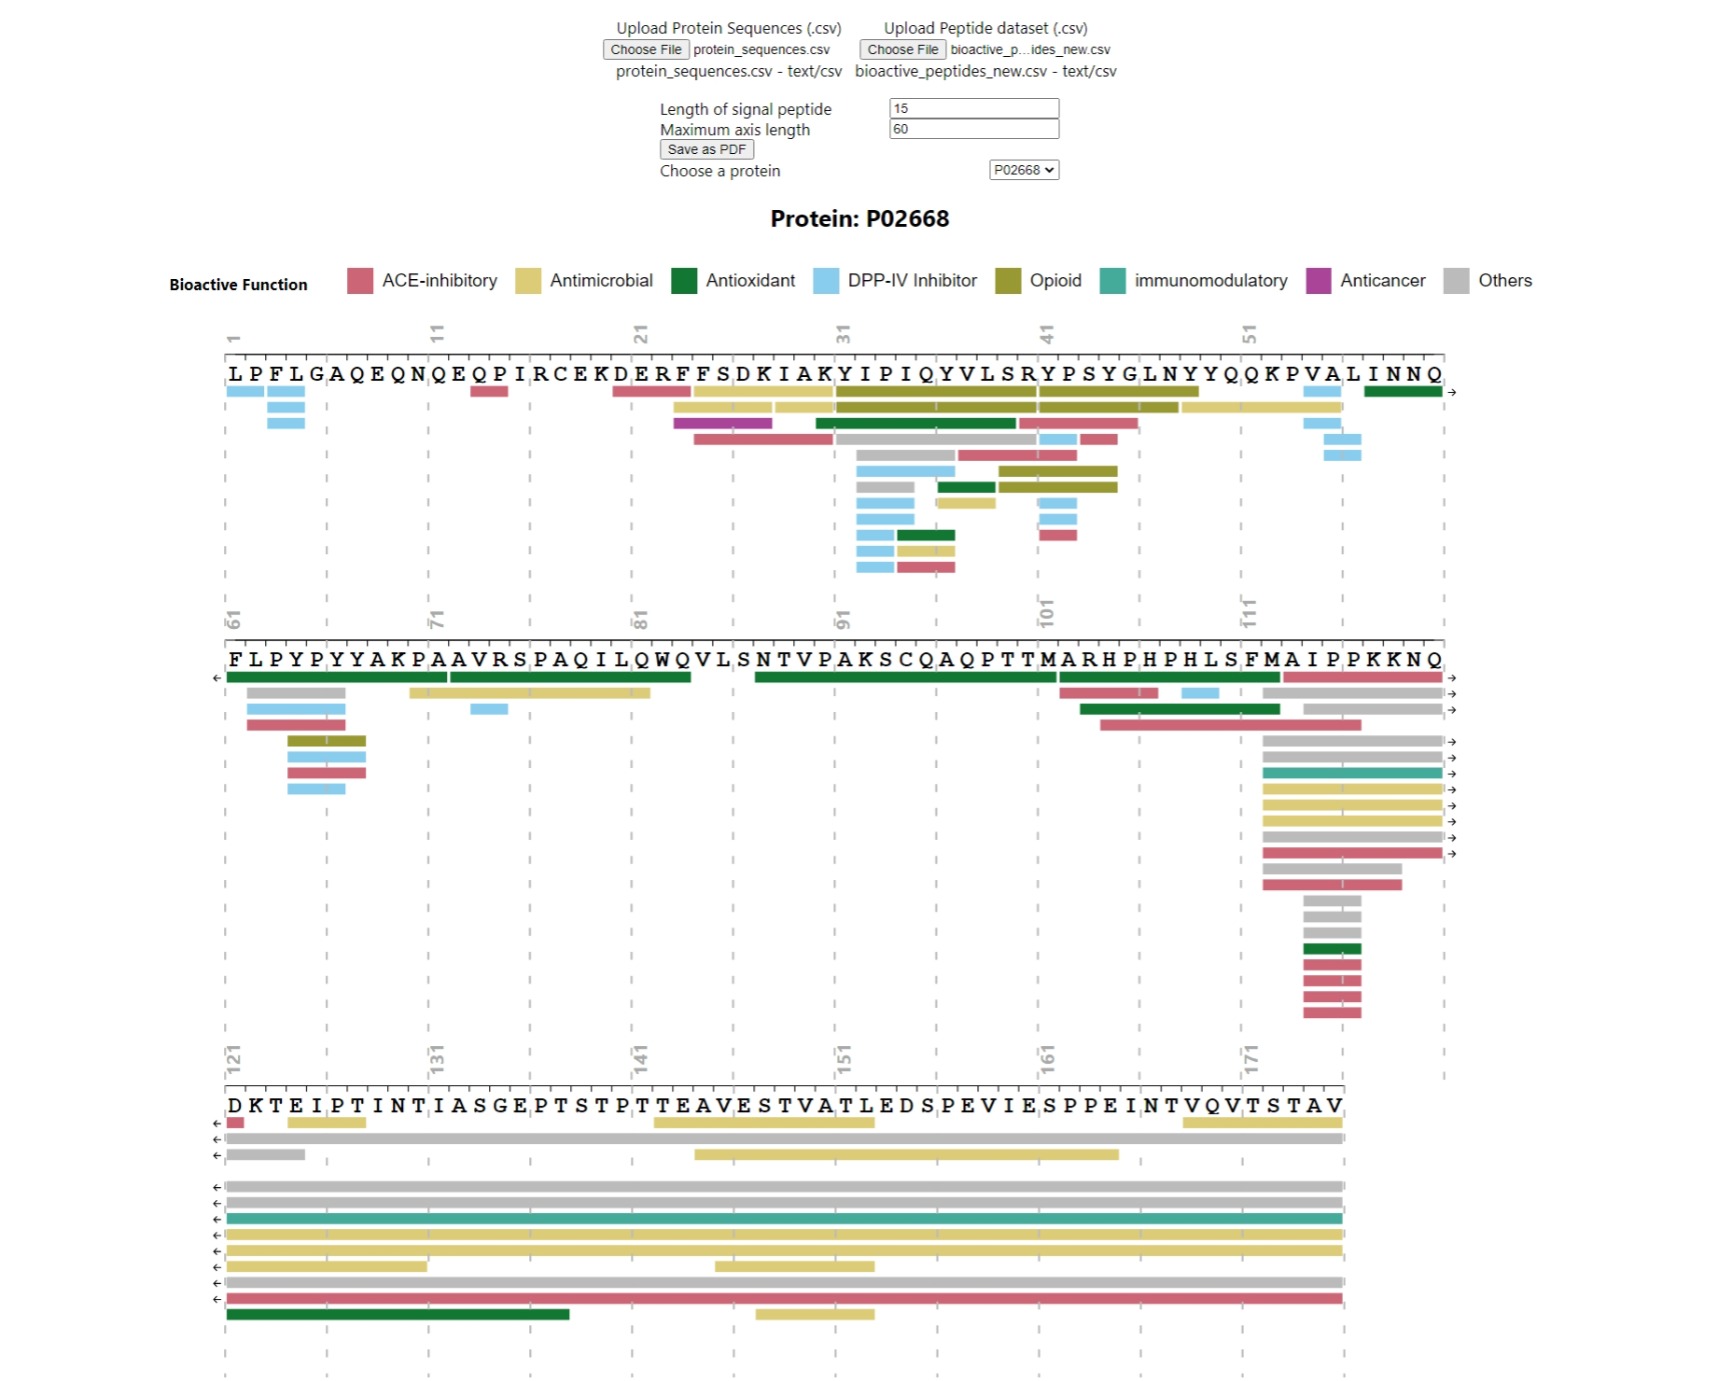 Upload Protein Sequences (.csv) Upload Peptide dataset (.csv)
Choose File protein_sequences.csv Choose File bioactive_p...ides_new.csv
protein_sequences.csv - text/csv bioactive_peptides_new.csv - text/csv
Length of signal peptide 15
Maximum axis length 60
Save as PDF
Choose a protein P02668
Protein: P02668
Bioactive Function ACE-inhibitory Antimicrobial Antioxidant DPP-IV Inhibitor Opioid immunomodulatory Anticancer Others
1 11 21 31 41 51
LPFLGAQEQNQEQPIRCEKDERFFSDKIAKYIPIQYVLSRYPSYGLNYYQQKPVALINNQ
61 71 81 91 101 111
FLPYPYYAKPAAVRSPAQILQWQVLSNTVPAKSCQAQPTTMARHPHPHLSFMAIPPKKNQ
121 131 141 151 161 171
DKTEIPTINTIASGEPTSTPTTEAVESTVATLEDSPEVIESPPEINTVQVTSTAV